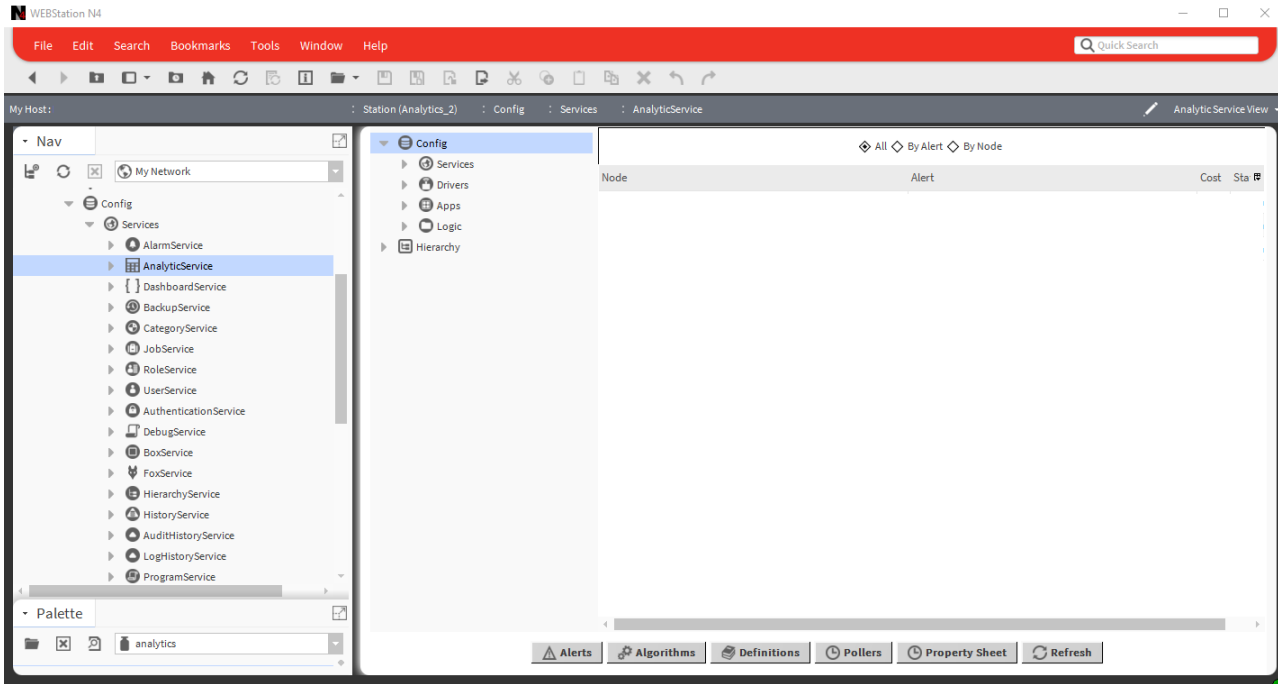 WEBStation N4
File Edit Search Bookmarks Tools Window Help Quick Search
My Host : : Station (Analytics_2) : Config : Services : AnalyticService AnalyticService View
Nav
My Network
Config
Services
AlarmService
AnalyticService
DashboardService
BackupService
CategoryService
JobService
RoleService
UserService
AuthenticationService
DebugService
BoxService
FoxService
HierarchyService
HistoryService
AuditHistoryService
LogHistoryService
ProgramService
Palette
analytics
Config
Services
Drivers
Apps
Logic
Hierarchy
All By Alert By Node
Node Alert Cost Sta
Alerts Algorithms Definitions Pollers Property Sheet Refresh